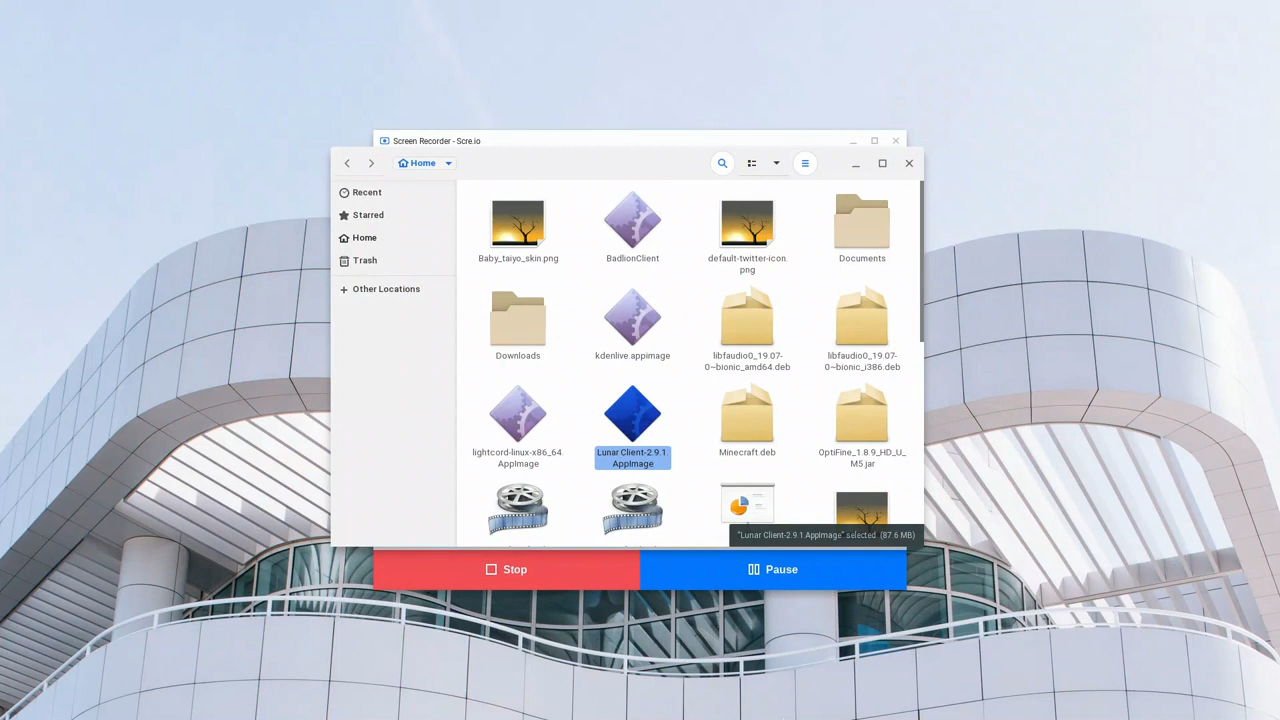 Screen Recorder - Scre.io
Home
Recent
Starred
Home
Trash
Other Locations
Baby_taiyo_skin.png
BadlionClient
default-twitter-icon.
png
Documents
Downloads
kdenlive.appimage
libfaudio0_19.07-
0~bionic_amd64.deb
libfaudio0_19.07-
0~bionic_i386.deb
lightcord-linux-x86_64.
AppImage
Lunar Client-2.9.1.
AppImage
Minecraft.deb
OptiFine_1.8.9_HD_U_
M5.jar
"Lunar Client-2.9.1.AppImage" selected (87.6 MB)
Stop
Pause